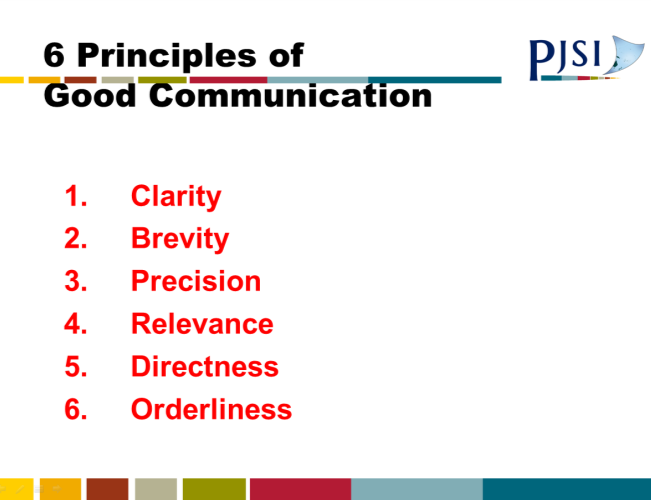 6 Principles of
Good Communication
PJSI
1. Clarity
2. Brevity
3. Precision
4. Relevance
5. Directness
6. Orderliness